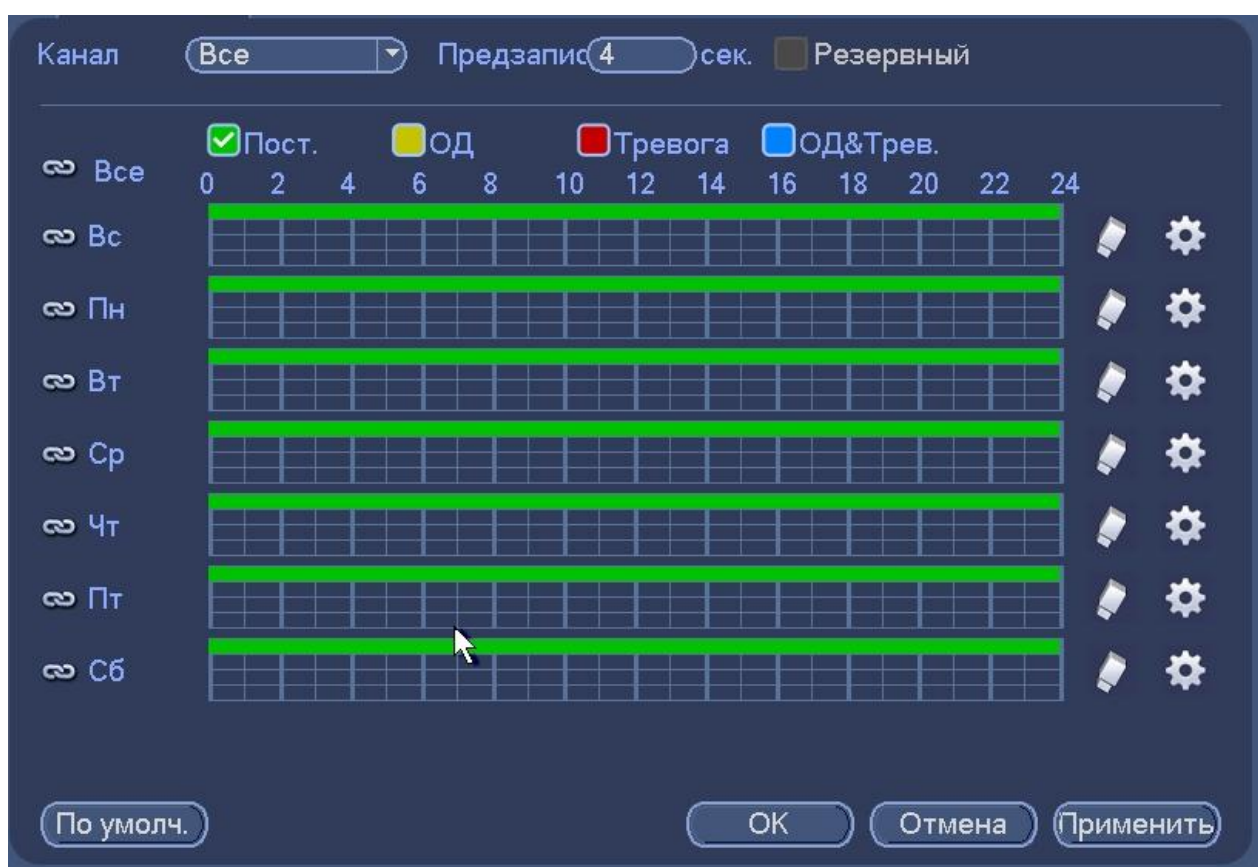 Канал Все Предзапис 4 сек. Резервный
Пост. ОД Тревога ОД&Трев.
Все
0 2 4 6 8 10 12 14 16 18 20 22 24
Вс
Пн
Вт
Ср
Чт
Пт
Сб
По умолч. OK Отмена Применить